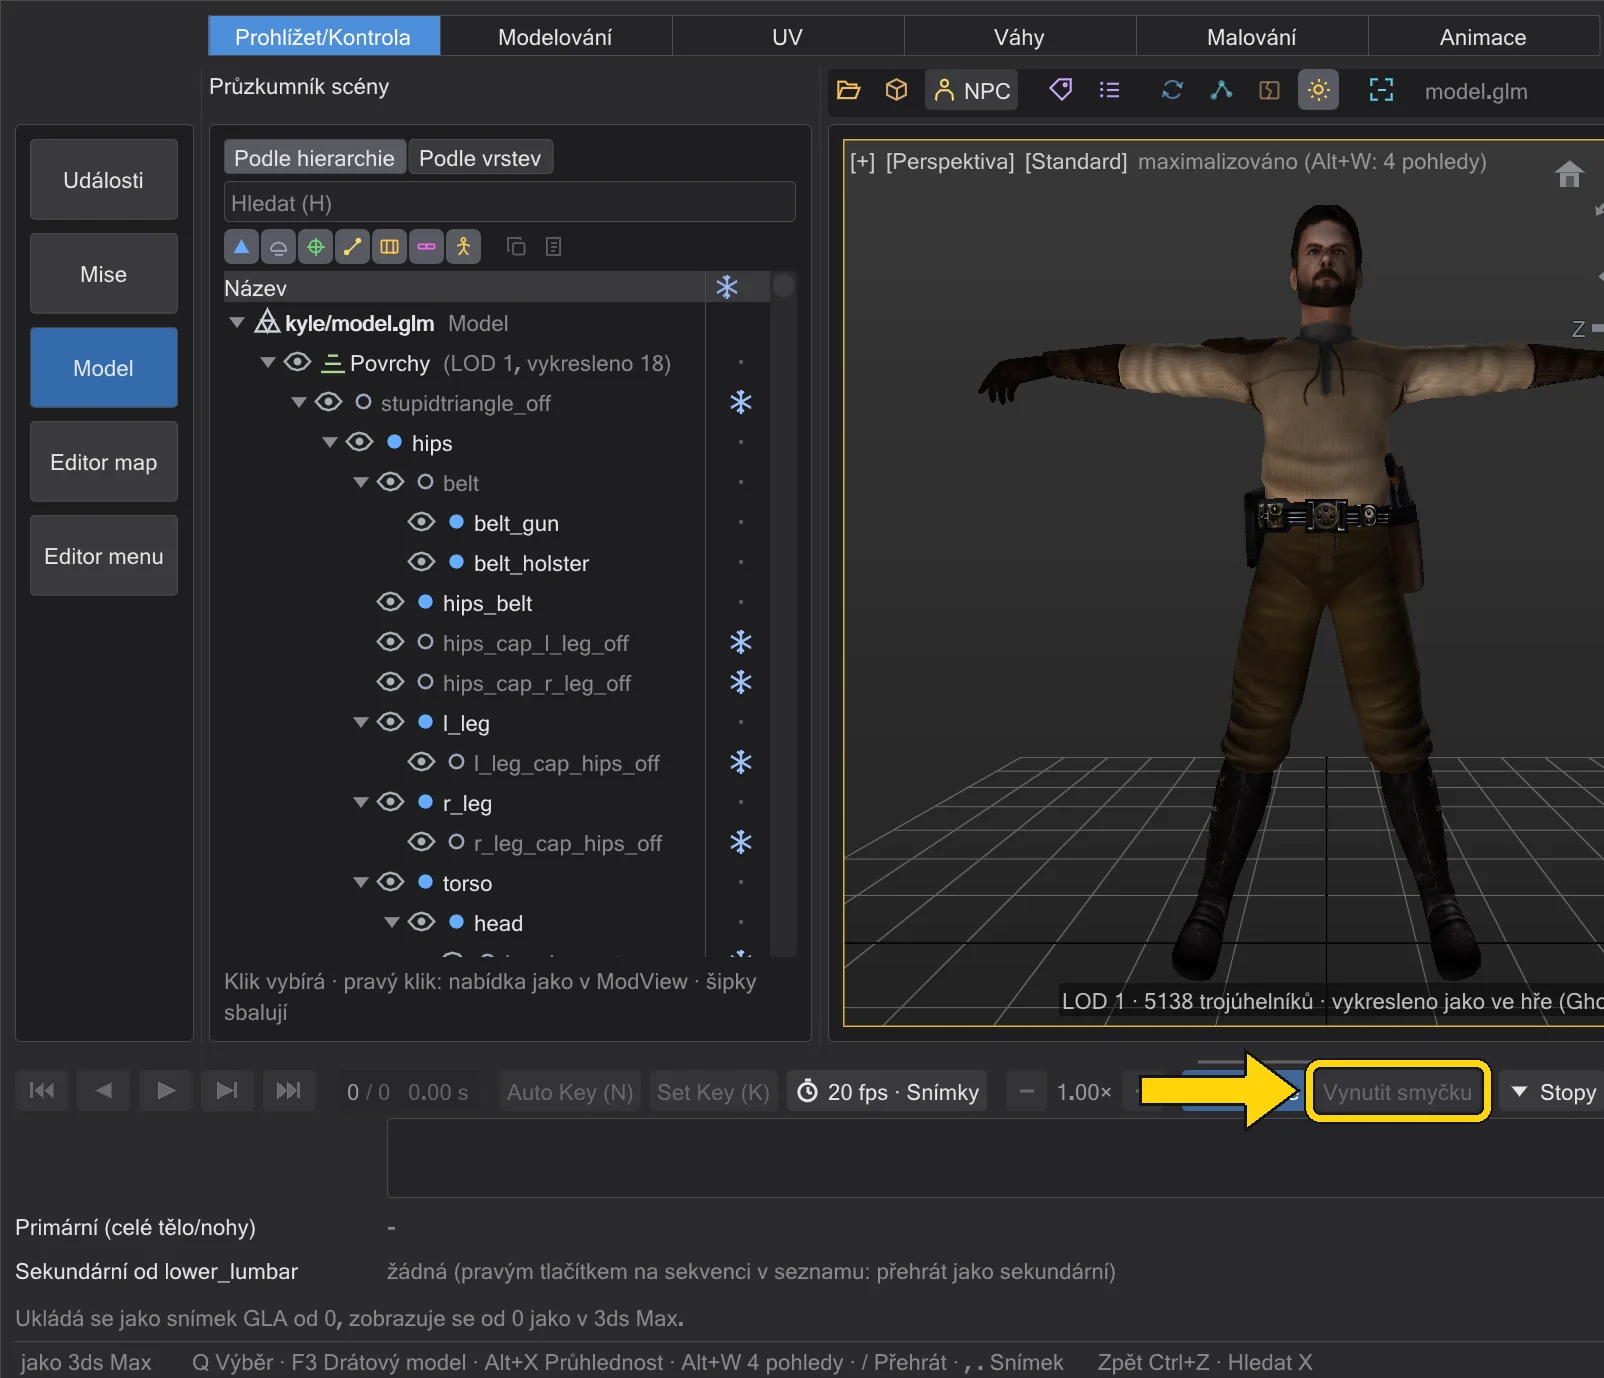 Prohlížet/Kontrola
Modelování
UV
Váhy
Malování
Animace
Průzkumník scény
NPC
model.glm
Události
Mise
Model
Editor map
Editor menu
Podle hierarchie
Podle vrstev
Hledat (H)
Název
kyle/model.glm Model
Povrchy (LOD 1, vykresleno 18)
stupidtriangle_off
hips
belt
belt_gun
belt_holster
hips_belt
hips_cap_l_leg_off
hips_cap_r_leg_off
l_leg
l_leg_cap_hips_off
r_leg
r_leg_cap_hips_off
torso
head
Klik vybírá · pravý klik: nabídka jako v ModView · šipky
sbalují
[+] [Perspektiva] [Standard] maximalizováno (Alt+W: 4 pohledy)
Z
LOD 1 · 5138 trojúhelníků · vykresleno jako ve hře (Gho
0 / 0 0.00 s
Auto Key (N)
Set Key (K)
20 fps · Snímky
− 1.00×
Vynutit smyčku
Stopy
Primární (celé tělo/nohy) -
Sekundární od lower_lumbar žádná (pravým tlačítkem na sekvenci v seznamu: přehrát jako sekundární)
Ukládá se jako snímek GLA od 0, zobrazuje se od 0 jako v 3ds Max.
jako 3ds Max Q Výběr · F3 Drátový model · Alt+X Průhlednost · Alt+W 4 pohledy · / Přehrát · , . Snímek Zpět Ctrl+Z · Hledat X